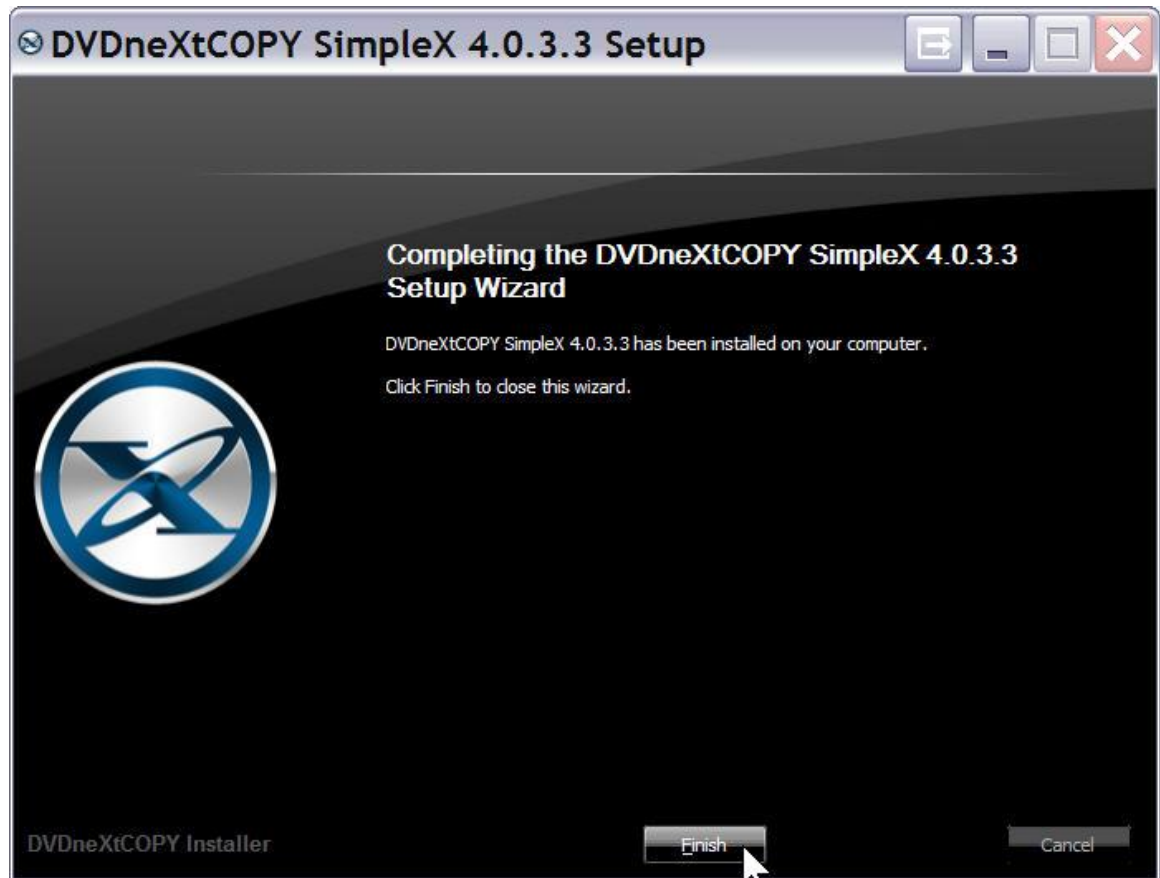 DVDneXtCOPY SimpleX 4.0.3.3 Setup
Completing the DVDneXtCOPY SimpleX 4.0.3.3
Setup Wizard
DVDneXtCOPY SimpleX 4.0.3.3 has been installed on your computer.
Click Finish to close this wizard.
DVDneXtCOPY Installer
Finish
Cancel